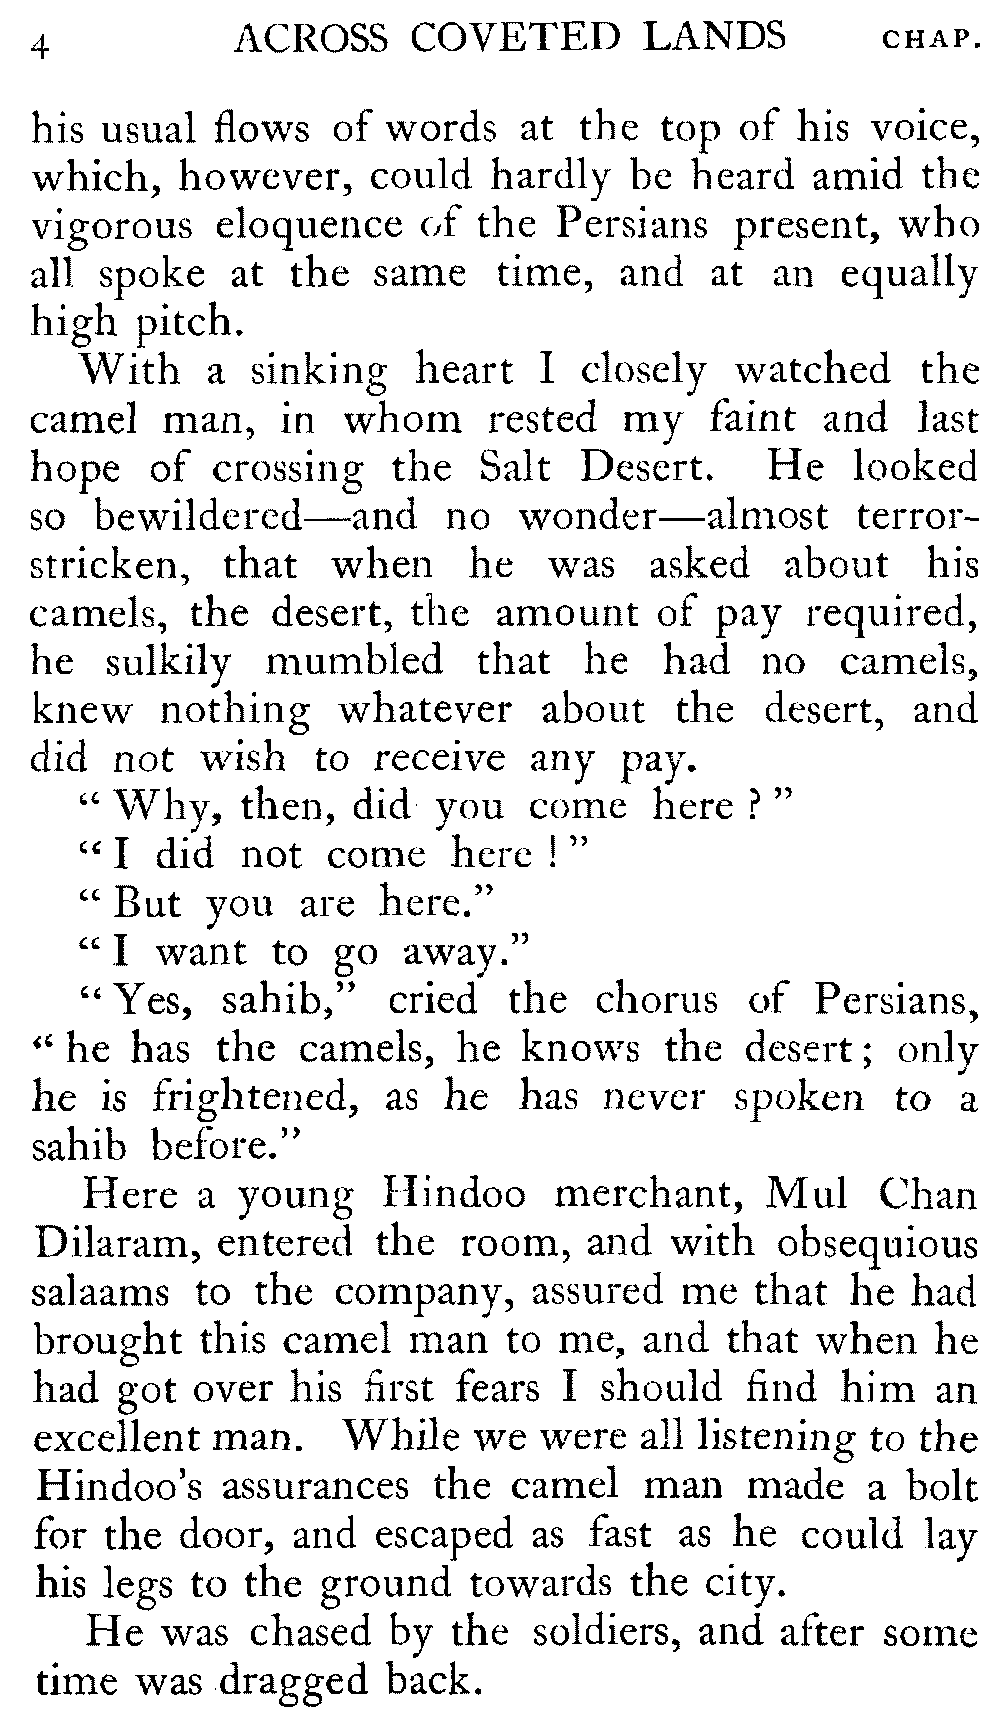 4 ACROSS COVETED LANDS CHAP.
his usual flows of words at the top of his voice,
which, however, could hardly be heard amid the
vigorous eloquence of the Persians present, who
all spoke at the same time, and at an equally
high pitch.
With a sinking heart I closely watched the
camel man, in whom rested my faint and last
hope of crossing the Salt Desert. He looked
so bewildered—and no wonder—almost terror-
stricken, that when he was asked about his
camels, the desert, the amount of pay required,
he sulkily mumbled that he had no camels,
knew nothing whatever about the desert, and
did not wish to receive any pay.
“ Why, then, did you come here ? ”
“ I did not come here ! ”
“ But you are here.”
“ I want to go away.”
“ Yes, sahib,” cried the chorus of Persians,
“ he has the camels, he knows the desert ; only
he is frightened, as he has never spoken to a
sahib before.”
Here a young Hindoo merchant, Mul Chan
Dilaram, entered the room, and with obsequious
salaams to the company, assured me that he had
brought this camel man to me, and that when he
had got over his first fears I should find him an
excellent man. While we were all listening to the
Hindoo’s assurances the camel man made a bolt
for the door, and escaped as fast as he could lay
his legs to the ground towards the city.
He was chased by the soldiers, and after some
time was dragged back.